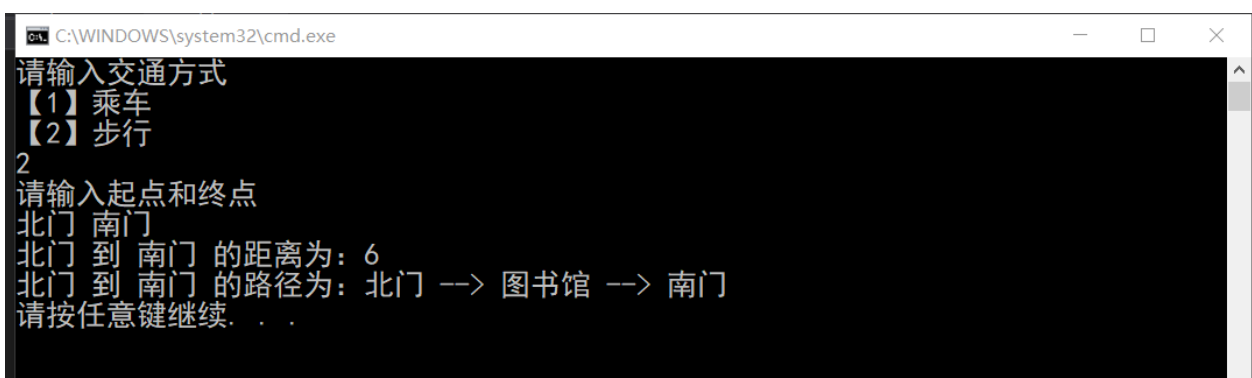 C:\WINDOWS\system32\cmd.exe
请输入交通方式
【1】乘车
【2】步行
2
请输入起点和终点
北门 南门
北门 到 南门 的距离为：6
北门 到 南门 的路径为：北门 --> 图书馆 --> 南门
请按任意键继续. . .